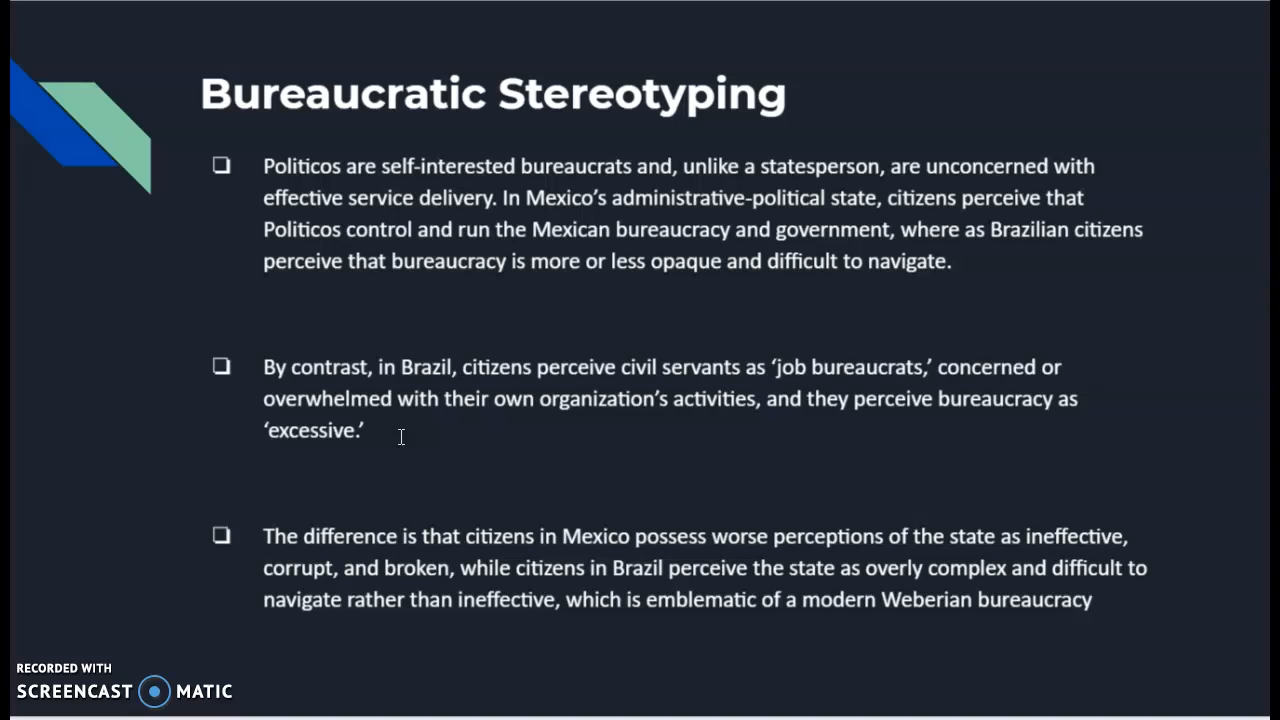 Bureaucratic Stereotyping
Politicos are self-interested bureaucrats and, unlike a statesperson, are unconcerned with
effective service delivery. In Mexico’s administrative-political state, citizens perceive that
Politicos control and run the Mexican bureaucracy and government, where as Brazilian citizens
perceive that bureaucracy is more or less opaque and difficult to navigate.
By contrast, in Brazil, citizens perceive civil servants as ‘job bureaucrats,’ concerned or
overwhelmed with their own organization’s activities, and they perceive bureaucracy as
‘excessive.’
The difference is that citizens in Mexico possess worse perceptions of the state as ineffective,
corrupt, and broken, while citizens in Brazil perceive the state as overly complex and difficult to
navigate rather than ineffective, which is emblematic of a modern Weberian bureaucracy
RECORDED WITH
SCREENCAST MATIC